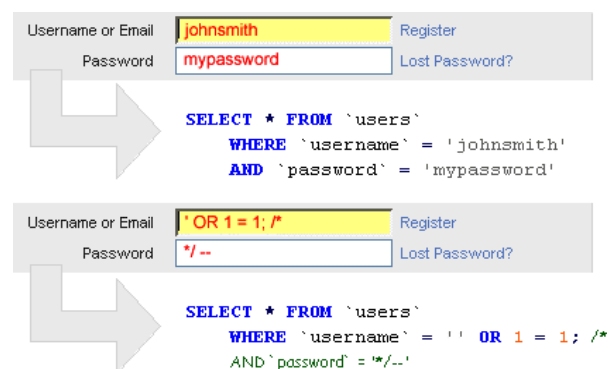 Username or Email johnsmith Register
Password mypassword Lost Password?
SELECT * FROM `users`
WHERE `username` = 'johnsmith'
AND `password` = 'mypassword'
Username or Email ' OR 1 = 1; /* Register
Password */ -- Lost Password?
SELECT * FROM `users`
WHERE `username` = '' OR 1 = 1; /*
AND `password` = '*/--'